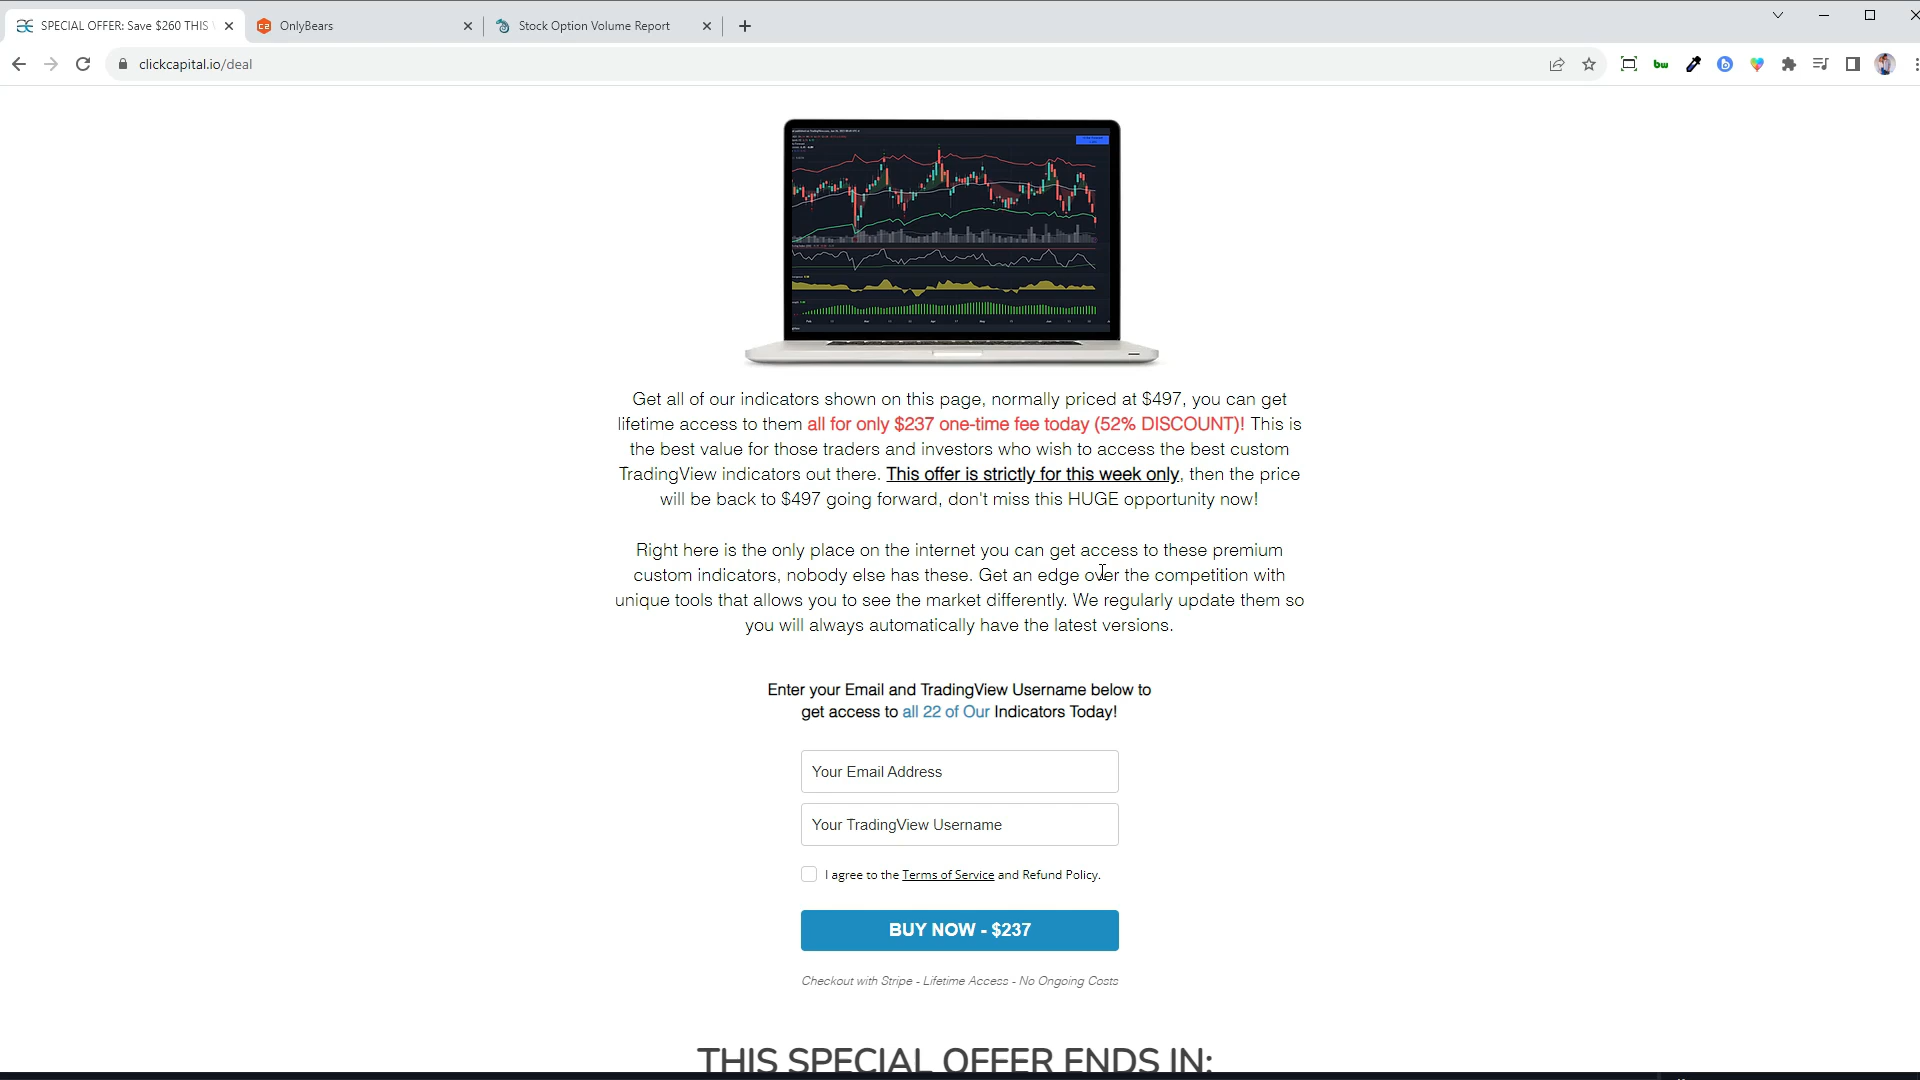 SPECIAL OFFER: Save $260 THIS
OnlyBears
Stock Option Volume Report
clickcapital.io/deal
bw
Get all of our indicators shown on this page, normally priced at $497, you can get
lifetime access to them all for only $237 one-time fee today (52% DISCOUNT)! This is
the best value for those traders and investors who wish to access the best custom
TradingView indicators out there. This offer is strictly for this week only, then the price
will be back to $497 going forward, don't miss this HUGE opportunity now!
Right here is the only place on the internet you can get access to these premium
custom indicators, nobody else has these. Get an edge over the competition with
unique tools that allows you to see the market differently. We regularly update them so
you will always automatically have the latest versions.
Enter your Email and TradingView Username below to
get access to all 22 of Our Indicators Today!
Your Email Address
Your TradingView Username
I agree to the Terms of Service and Refund Policy.
BUY NOW - $237
Checkout with Stripe - Lifetime Access - No Ongoing Costs
THIS SPECIAL OFFER ENDS IN: